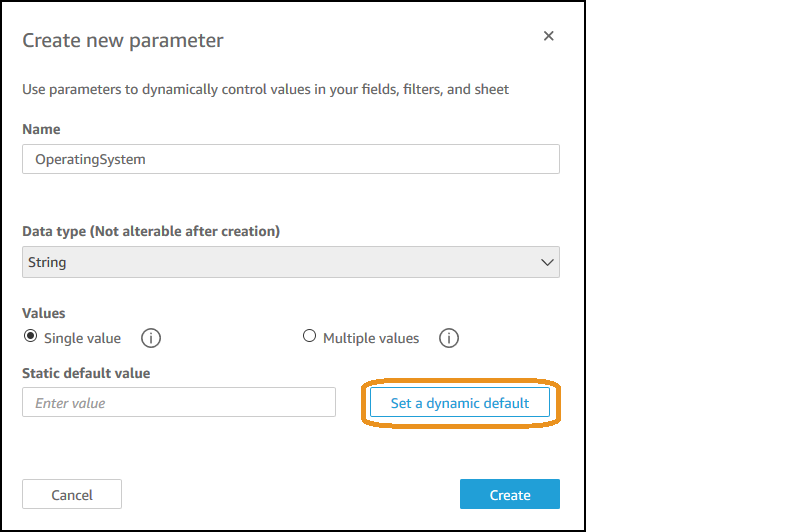 Create new parameter
Use parameters to dynamically control values in your fields, filters, and sheet
Name
OperatingSystem
Data type (Not alterable after creation)
String
Values
Single value
Multiple values
Static default value
Enter value
Set a dynamic default
Cancel
Create